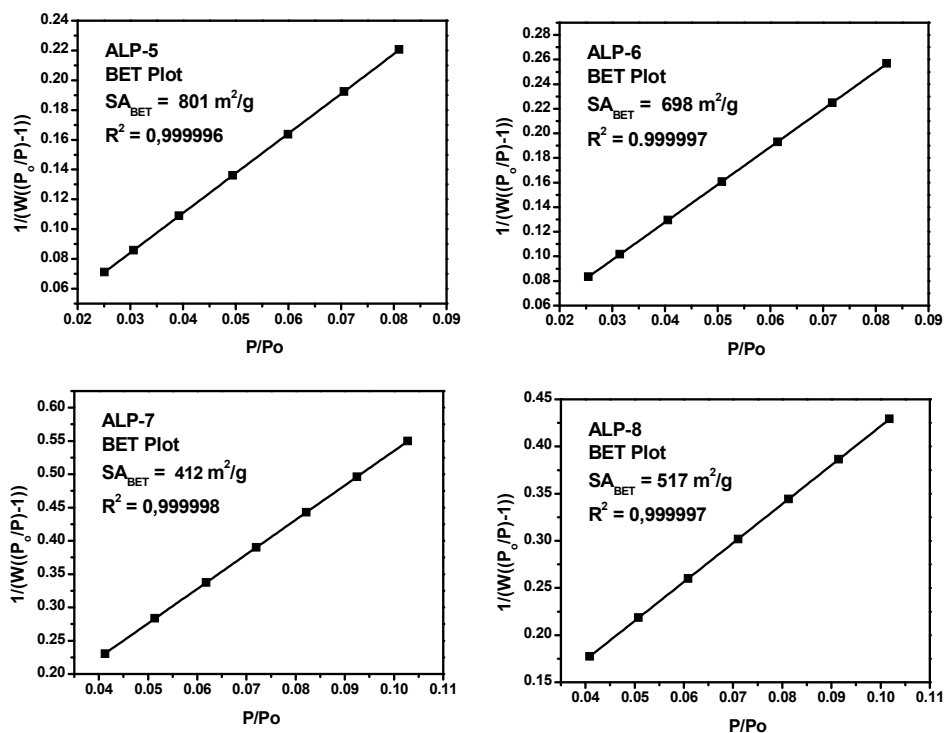 0.24
0.22
0.20
0.18
0.16
0.14
0.12
0.10
0.08
0.06
1/(W((Pₒ/P)-1))
ALP-5
BET Plot
SA_BET = 801 m²/g
R² = 0,999996
0.02 0.03 0.04 0.05 0.06 0.07 0.08 0.09
P/Po
0.28
0.26
0.24
0.22
0.20
0.18
0.16
0.14
0.12
0.10
0.08
0.06
1/(W((Pₒ/P)-1))
ALP-6
BET Plot
SA_BET = 698 m²/g
R² = 0.999997
0.02 0.03 0.04 0.05 0.06 0.07 0.08 0.09
P/Po
0.60
0.55
0.50
0.45
0.40
0.35
0.30
0.25
0.20
1/(W((Pₒ/P)-1))
ALP-7
BET Plot
SA_BET = 412 m²/g
R² = 0,999998
0.04 0.05 0.06 0.07 0.08 0.09 0.10 0.11
P/Po
0.45
0.40
0.35
0.30
0.25
0.20
0.15
1/(W((Pₒ/P)-1))
ALP-8
BET Plot
SA_BET = 517 m²/g
R² = 0,999997
0.04 0.05 0.06 0.07 0.08 0.09 0.10 0.11
P/Po